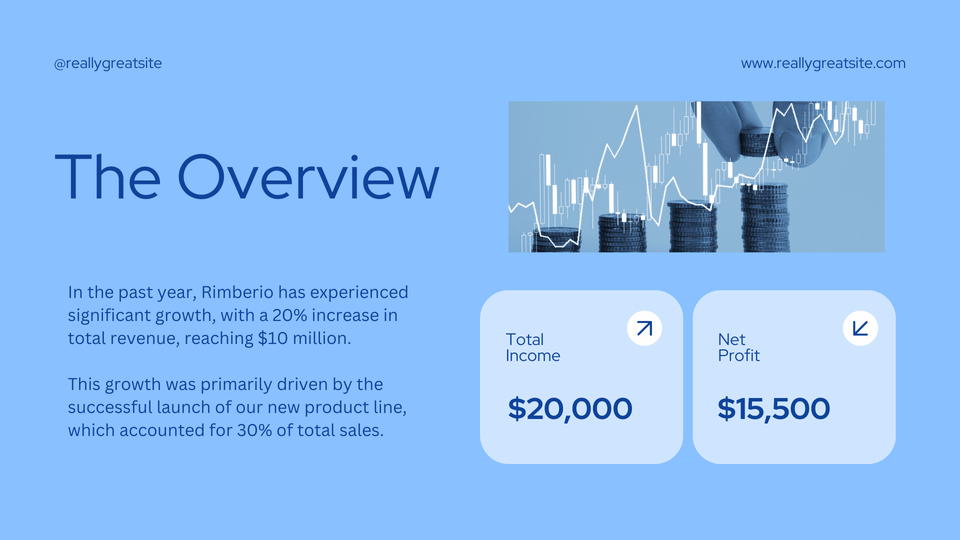 @reallygreatsite
www.reallygreatsite.com
The Overview
In the past year, Rimberio has experienced
significant growth, with a 20% increase in
total revenue, reaching $10 million.
This growth was primarily driven by the
successful launch of our new product line,
which accounted for 30% of total sales.
Total
Income
$20,000
Net
Profit
$15,500